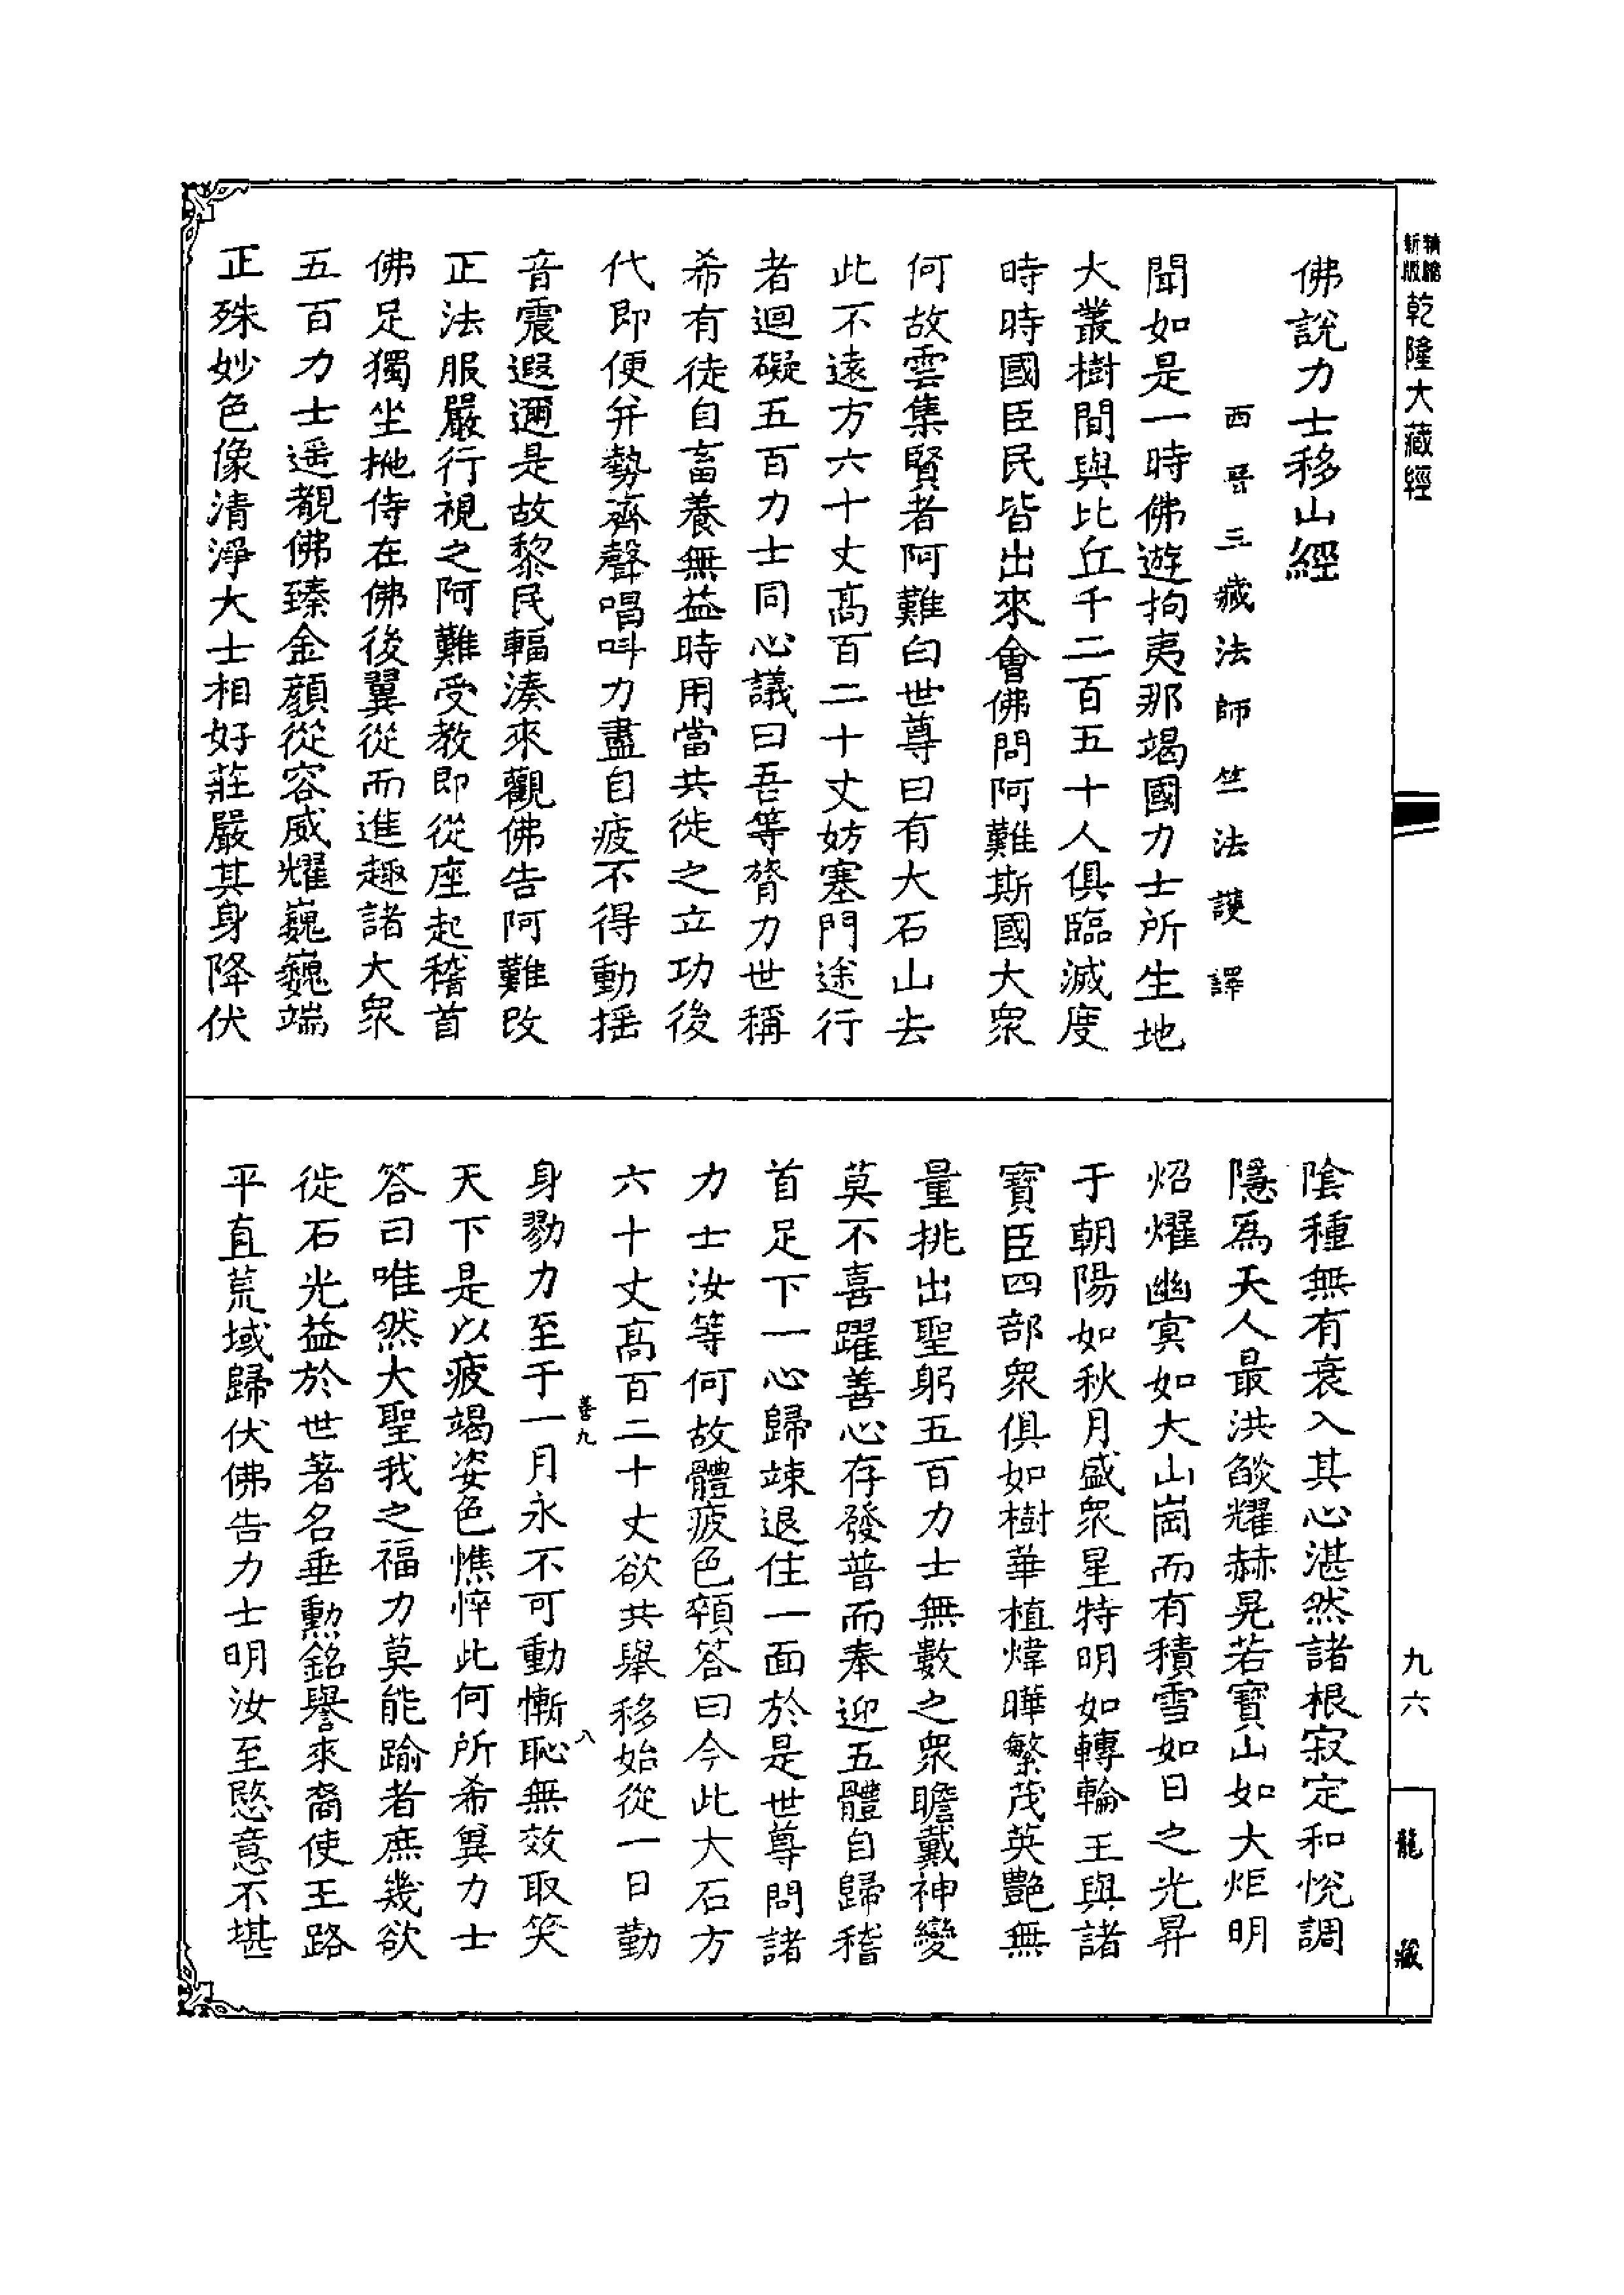 精縮
新版
乾隆大藏經
佛說力士移山經
西晉三藏法師竺法護譯
聞如是一時佛遊拘夷那竭國力士所生地
大叢樹間與比丘千二百五十人俱臨滅度
時時國臣民皆出來會佛問阿難斯國大眾
何故雲集賢者阿難白世尊曰有大石山去
此不遠方六十丈高百二十丈妨塞門途行
者迴礙五百力士同心議曰吾等膂力世稱
希有徒自畜養無益時用當共徙之立功後
代即便并勢齊聲唱叫力盡自疲不得動搖
音震遐邇是故黎民輻湊來觀佛告阿難改
正法服嚴行視之阿難受教即從座起稽首
佛足獨坐拖侍在佛後翼從而進趣諸大眾
五百力士遥覩佛臻金顏從容威耀巍巍端
正殊妙色像清淨大士相好莊嚴其身降伏
陰種無有衰入其心湛然諸根寂定和悅調
隱為天人最洪燄耀赫晃若寶山如大炬明
炤燿幽冥如大山崗而有積雪如日之光昇
于朝陽如秋月盛眾星特明如轉輪王與諸
寶臣四部眾俱如樹華植煒曄繁茂英艷無
量挑出聖躬五百力士無數之眾瞻戴神變
莫不喜躍善心存發普而奉迎五體自歸稽
首足下一心歸竦退住一面於是世尊問諸
力士汝等何故體疲色顇答曰今此大石方
六十丈高百二十丈欲共舉移始從一日勤
善九
八
身勠力至于一月永不可動慚恥無效取笑
天下是以疲竭姿色憔悴此何所希冀力士
答曰唯然大聖我之福力莫能踰者庶幾欲
徙石光益於世著名垂勳銘譽來裔使王路
平直荒域歸伏佛告力士明汝至愍意不堪
九六
龍藏